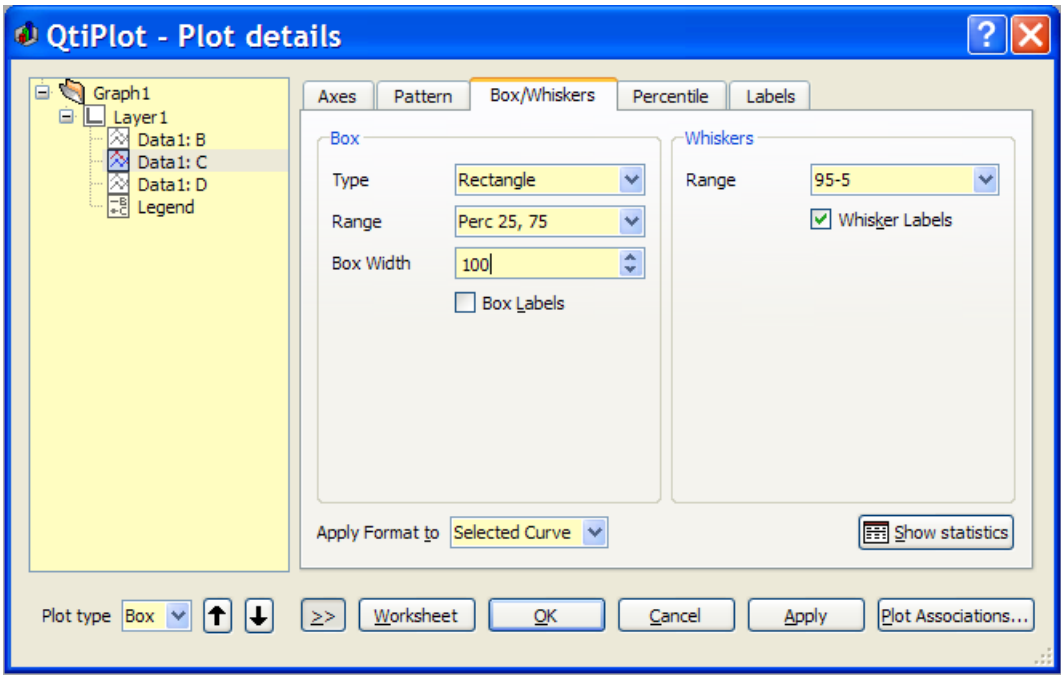 QtiPlot - Plot details
Graph1
Layer1
Data1: B
Data1: C
Data1: D
Legend
Axes Pattern Box/Whiskers Percentile Labels
Box
Type Rectangle
Range Perc 25, 75
Box Width 100
Box Labels
Whiskers
Range 95-5
Whisker Labels
Apply Format to Selected Curve Show statistics
Plot type Box >> Worksheet OK Cancel Apply Plot Associations...